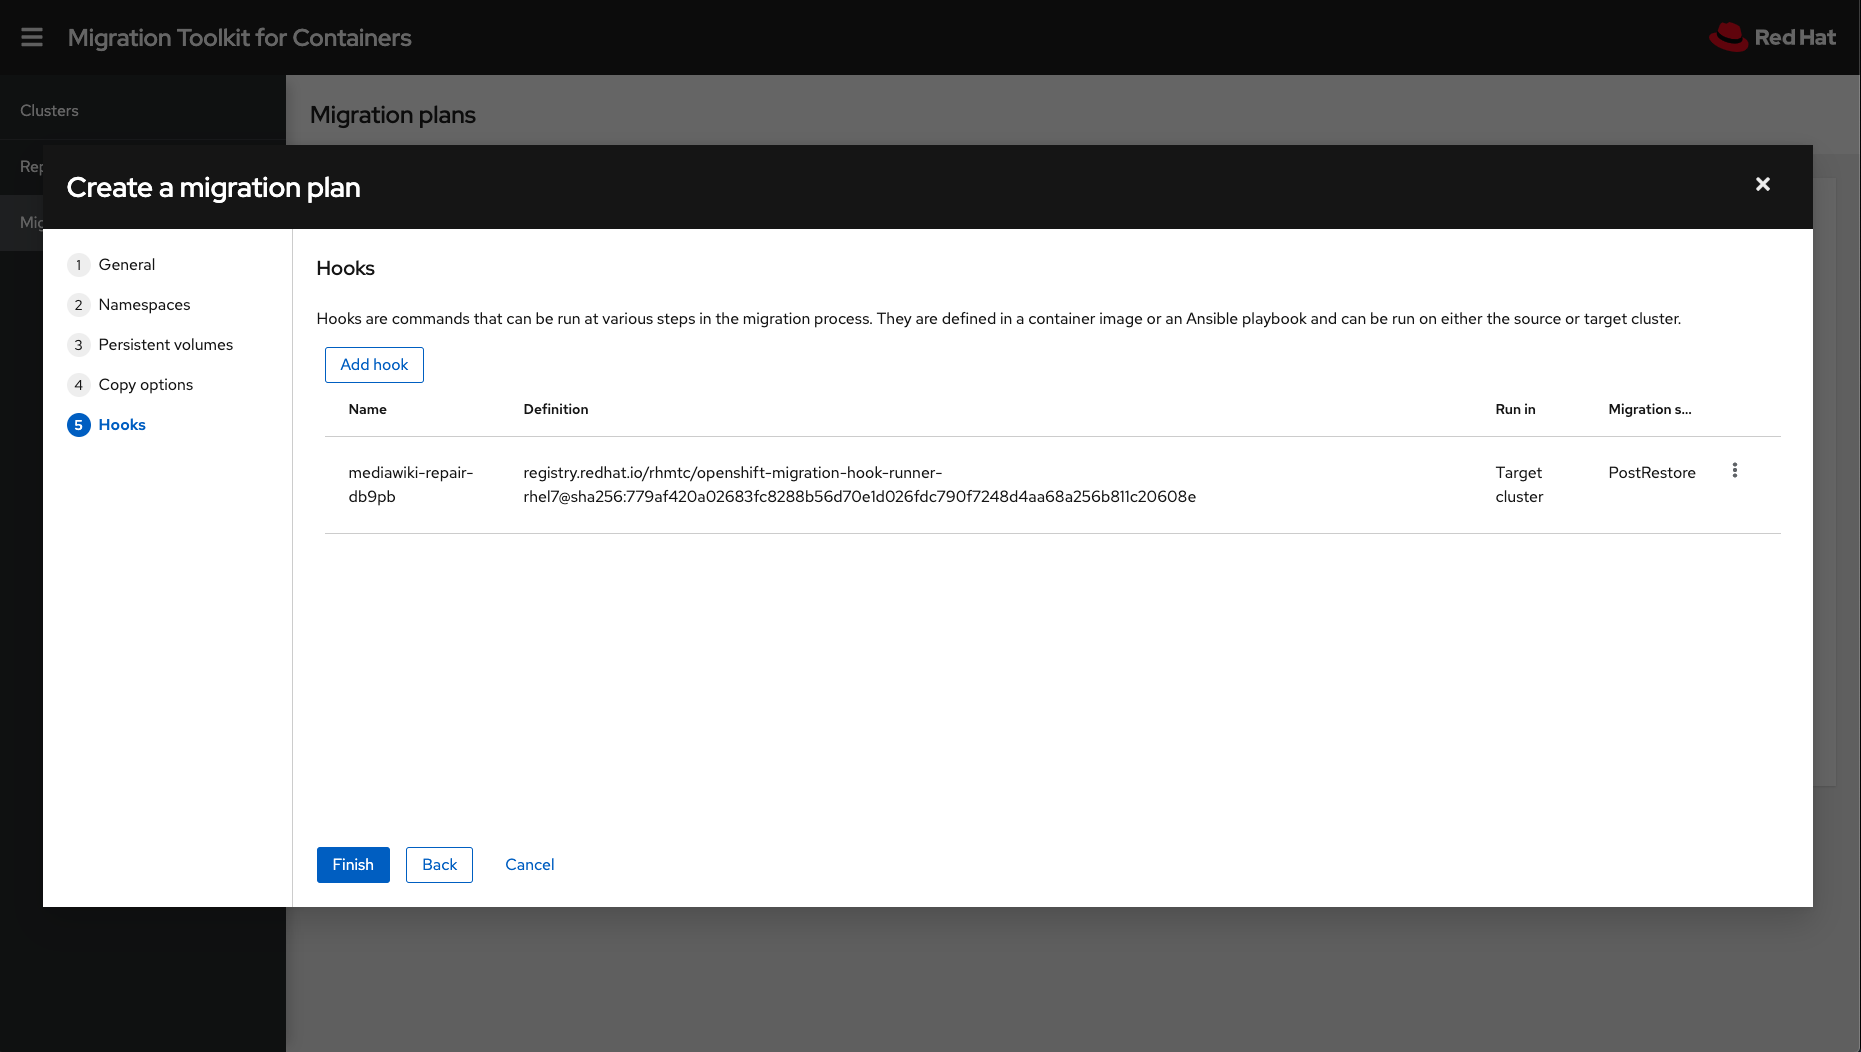 Migration Toolkit for Containers
Red Hat
Clusters
Migration plans
Create a migration plan
1 General
2 Namespaces
3 Persistent volumes
4 Copy options
5 Hooks
Hooks
Hooks are commands that can be run at various steps in the migration process. They are defined in a container image or an Ansible playbook and can be run on either the source or target cluster.
Add hook
Name Definition Run in Migration s...
mediawiki-repair- registry.redhat.io/rhmtc/openshift-migration-hook-runner- Target PostRestore
db9pb rhel7@sha256:779af420a02683fc8288b56d70e1d026fdc790f7248d4aa68a256b811c20608e cluster
Finish Back Cancel